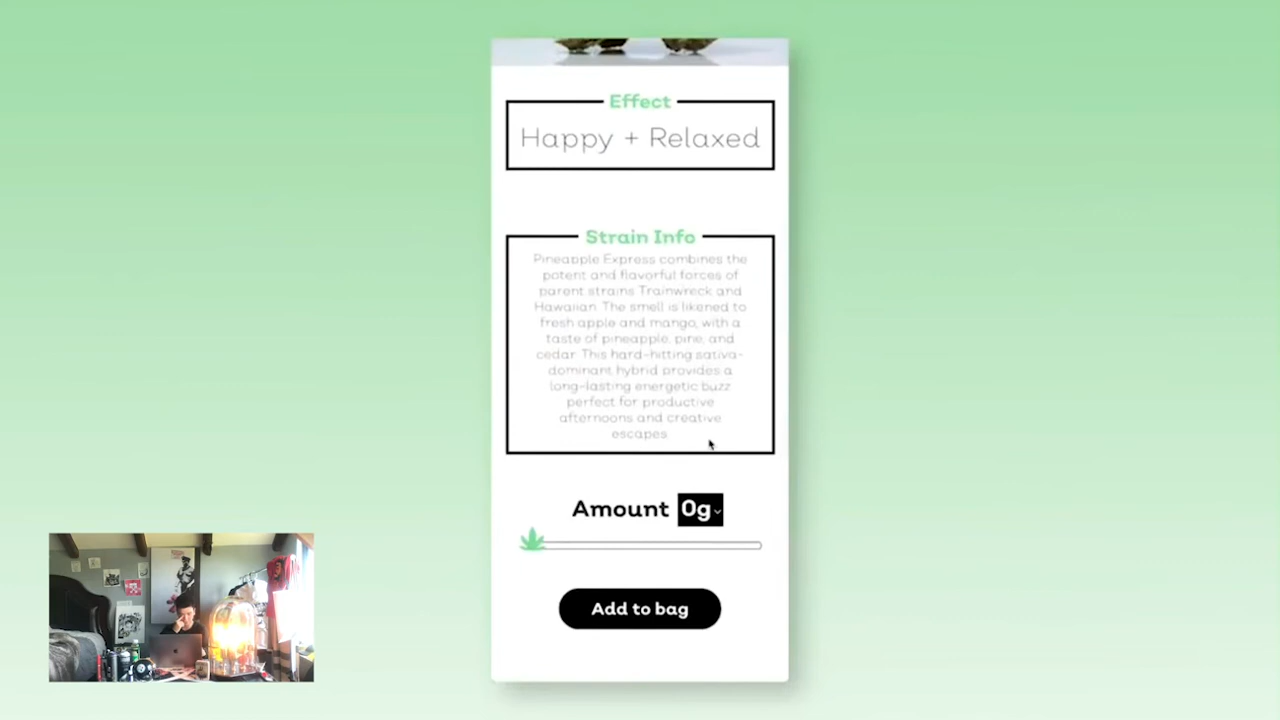 Effect
Happy + Relaxed
Strain Info
Pineapple Express combines the
potent and flavorful forces of
parent strains Trainwreck and
Hawaiian. The smell is likened to
fresh apple and mango, with a
taste of pineapple, pine, and
cedar. This hard-hitting sativa-
dominant hybrid provides a
long-lasting energetic buzz
perfect for productive
afternoons and creative
escapes.
Amount 0g
Add to bag